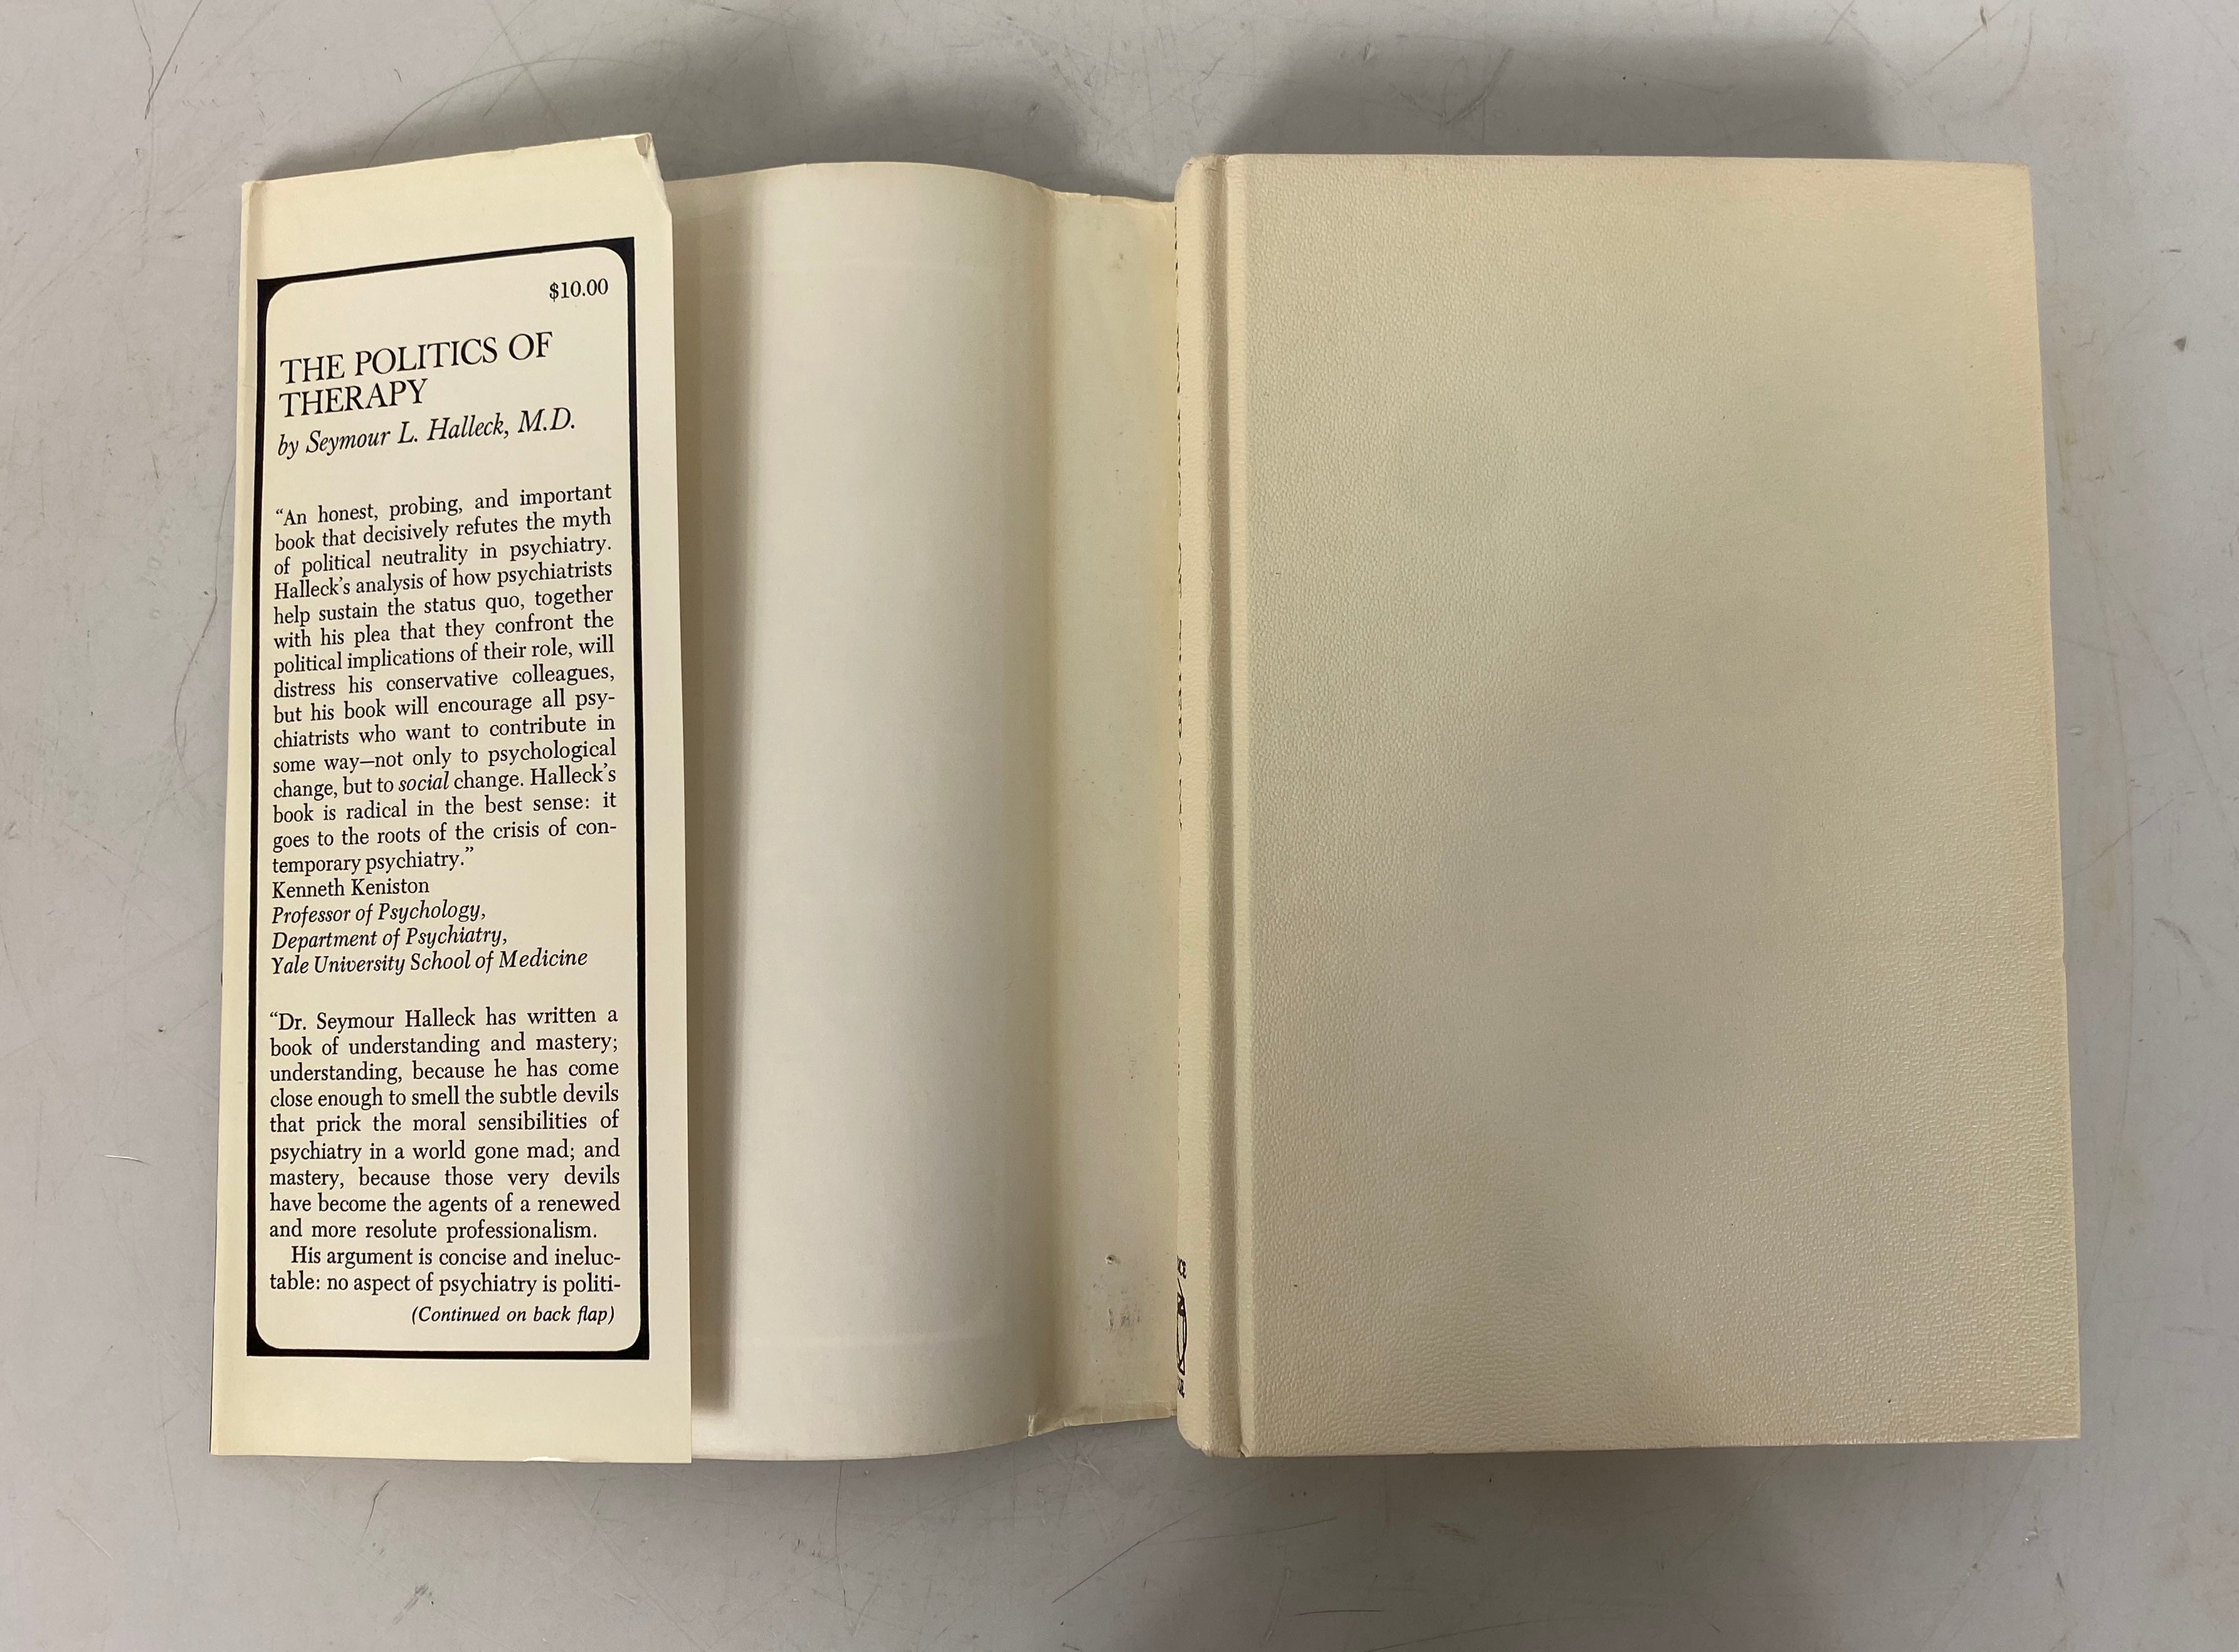 $10.00
THE POLITICS OF
THERAPY
by Seymour L. Halleck, M.D.
“An honest, probing, and important
book that decisively refutes the myth
of political neutrality in psychiatry.
Halleck’s analysis of how psychiatrists
help sustain the status quo, together
with his plea that they confront the
political implications of their role, will
distress his conservative colleagues,
but his book will encourage all psy-
chiatrists who want to contribute in
some way—not only to psychological
change, but to social change. Halleck’s
book is radical in the best sense: it
goes to the roots of the crisis of con-
temporary psychiatry.”
Kenneth Keniston
Professor of Psychology,
Department of Psychiatry,
Yale University School of Medicine
“Dr. Seymour Halleck has written a
book of understanding and mastery;
understanding, because he has come
close enough to smell the subtle devils
that prick the moral sensibilities of
psychiatry in a world gone mad; and
mastery, because those very devils
have become the agents of a renewed
and more resolute professionalism.
His argument is concise and ineluc-
table: no aspect of psychiatry is politi-
(Continued on back flap)